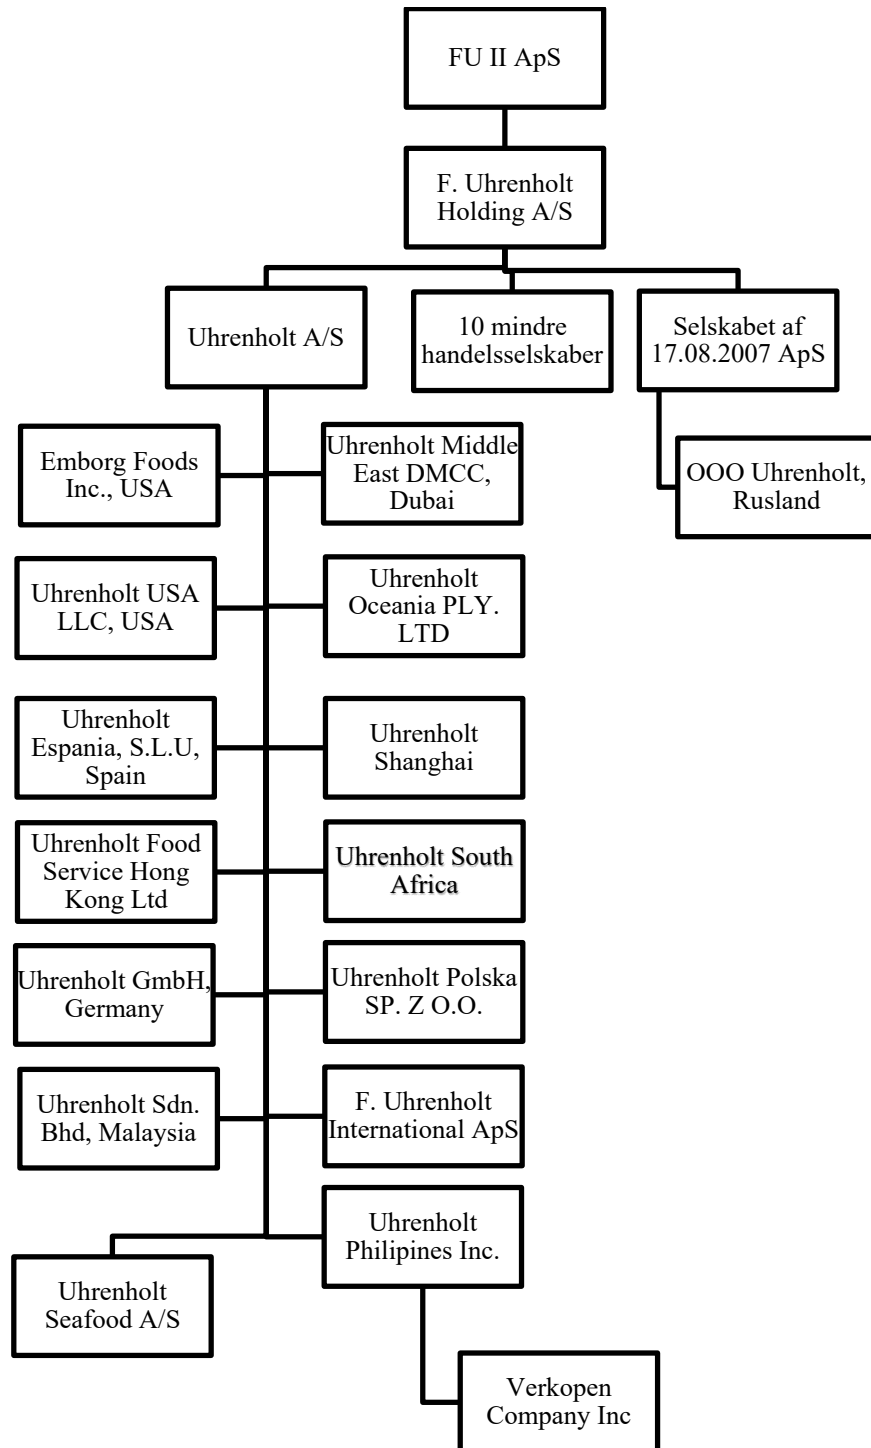 FU II ApS
F. Uhrenholt
Holding A/S
Uhrenholt A/S
10 mindre
handelsselskaber
Selskabet af
17.08.2007 ApS
Emborg Foods
Inc., USA
Uhrenholt Middle
East DMCC,
Dubai
OOO Uhrenholt,
Rusland
Uhrenholt USA
LLC, USA
Uhrenholt
Oceania PLY.
LTD
Uhrenholt
Espania, S.L.U,
Spain
Uhrenholt
Shanghai
Uhrenholt Food
Service Hong
Kong Ltd
Uhrenholt South
Africa
Uhrenholt GmbH,
Germany
Uhrenholt Polska
SP. Z O.O.
Uhrenholt Sdn.
Bhd, Malaysia
F. Uhrenholt
International ApS
Uhrenholt
Seafood A/S
Uhrenholt
Philipines Inc.
Verkopen
Company Inc